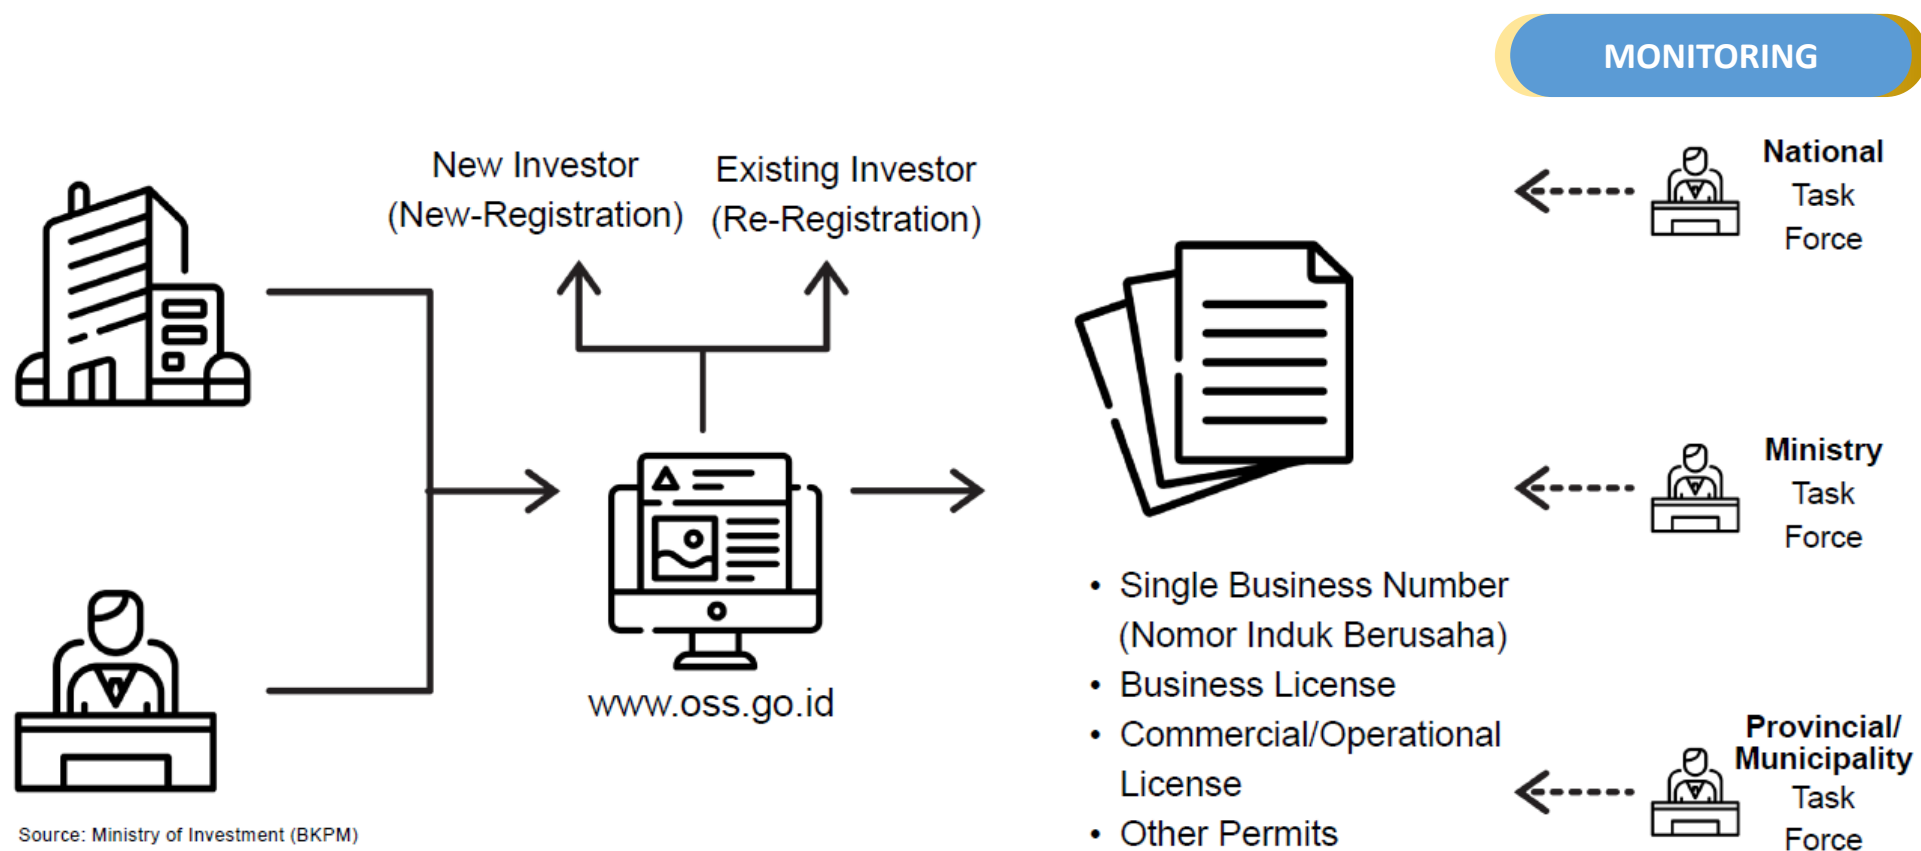 MONITORING
New Investor
(New-Registration)
Existing Investor
(Re-Registration)
www.oss.go.id
• Single Business Number
(Nomor Induk Berusaha)
• Business License
• Commercial/Operational
License
• Other Permits
National
Task
Force
Ministry
Task
Force
Provincial/
Municipality
Task
Force
Source: Ministry of Investment (BKPM)